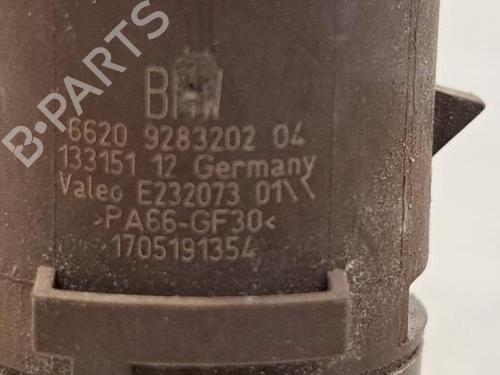 B-Parts
BMW
6620 9283202 04
133151 12 Germany
Valeo E232073 01
>PA66-GF30<
1705191354